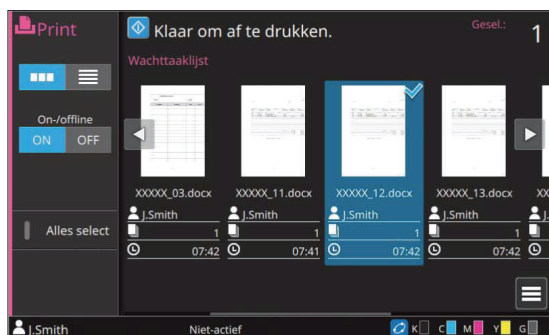 Print
Klaar om af te drukken.
Gesel.:
1
Wachttaaklijst
On-/offline
ON OFF
XXXXX_03.docx XXXXX_11.docx XXXXX_12.docx XXXXX_13.docx XX
J.Smith J.Smith J.Smith J.Smith
1 1 1 1
07:42 07:41 07:42 07:42
Alles select
J.Smith
Niet-actief
K C M Y G